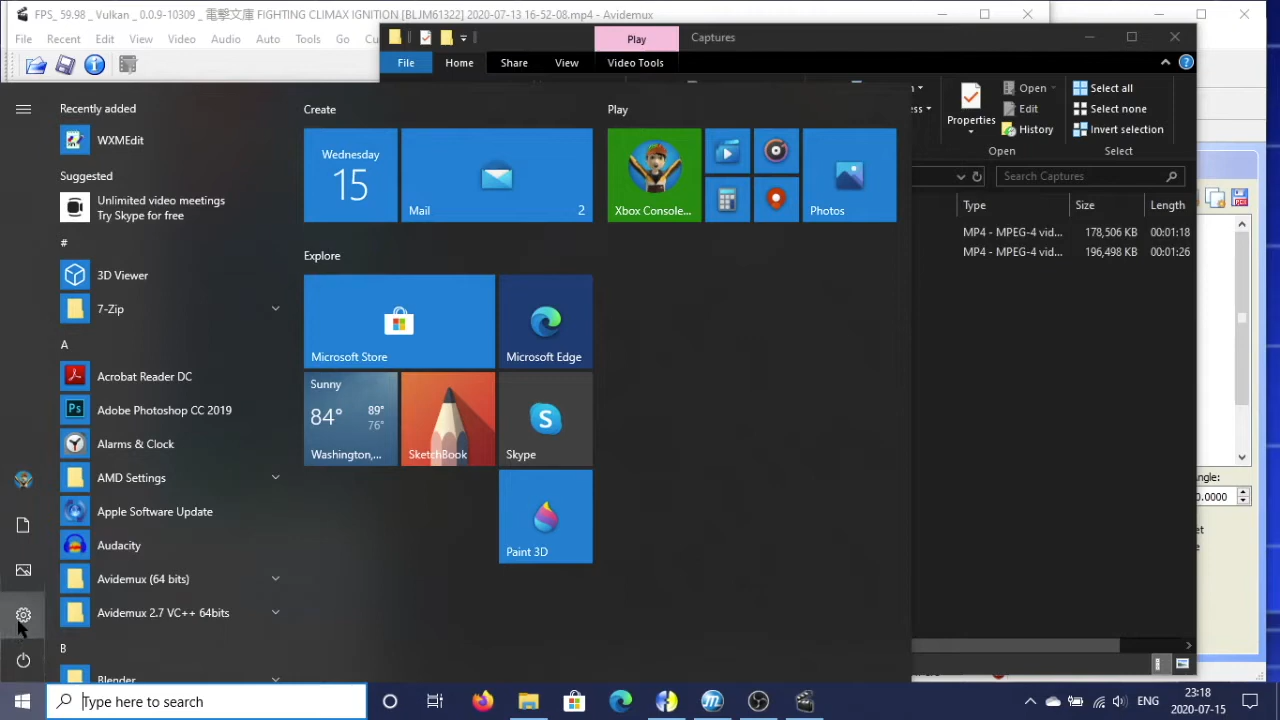 FPS_ 59.98 _ Vulkan _ 0.0.9-10309 _ 電撃文庫 FIGHTING CLIMAX IGNITION [BLJM61322] 2020-07-13 16-52-08.mp4 - Avidemux
File Recent Edit View Video Audio Auto Tools Go
Play Captures
File Home Share View Video Tools
Properties
Open
Edit
History
Open
Select all
Select none
Invert selection
Select
Search Captures
Type Size Length
MP4 - MPEG-4 vid... 178,506 KB 00:01:18
MP4 - MPEG-4 vid... 196,498 KB 00:01:26
Angle:
0.0000
Recently added
WXMEdit
Suggested
Unlimited video meetings
Try Skype for free
#
3D Viewer
7-Zip
A
Acrobat Reader DC
Adobe Photoshop CC 2019
Alarms & Clock
AMD Settings
Apple Software Update
Audacity
Avidemux (64 bits)
Avidemux 2.7 VC++ 64bits
B
Blender
Create
Wednesday
15
Mail 2
Explore
Microsoft Store
Microsoft Edge
Sunny
84° 89°
76°
Washington,...
SketchBook
Skype
Paint 3D
Play
Xbox Console...
Photos
Type here to search
ENG
23:18
2020-07-15